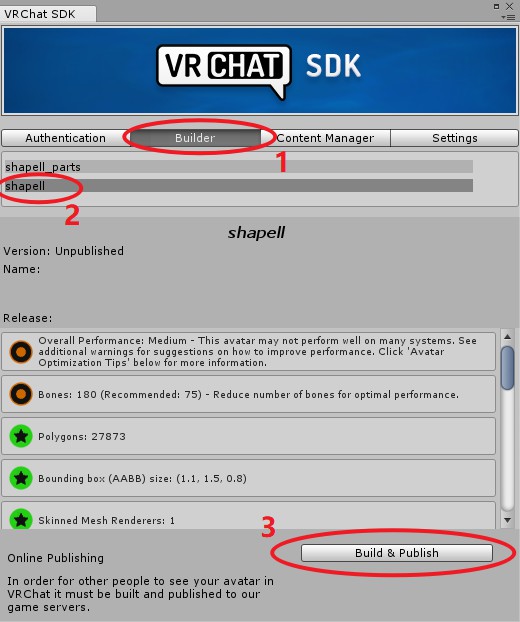 VRChat SDK
VRCHAT SDK
Authentication Builder Content Manager Settings
1
shapell_parts
shapell
2
shapell
Version: Unpublished
Name:
Release:
Overall Performance: Medium - This avatar may not perform well on many systems. See
additional warnings for suggestions on how to improve performance. Click 'Avatar
Optimization Tips' below for more information.
Bones: 180 (Recommended: 75) - Reduce number of bones for optimal performance.
Polygons: 27873
Bounding box (AABB) size: (1.1, 1.5, 0.8)
Skinned Mesh Renderers: 1
3
Build & Publish
Online Publishing
In order for other people to see your avatar in
VRChat it must be built and published to our
game servers.